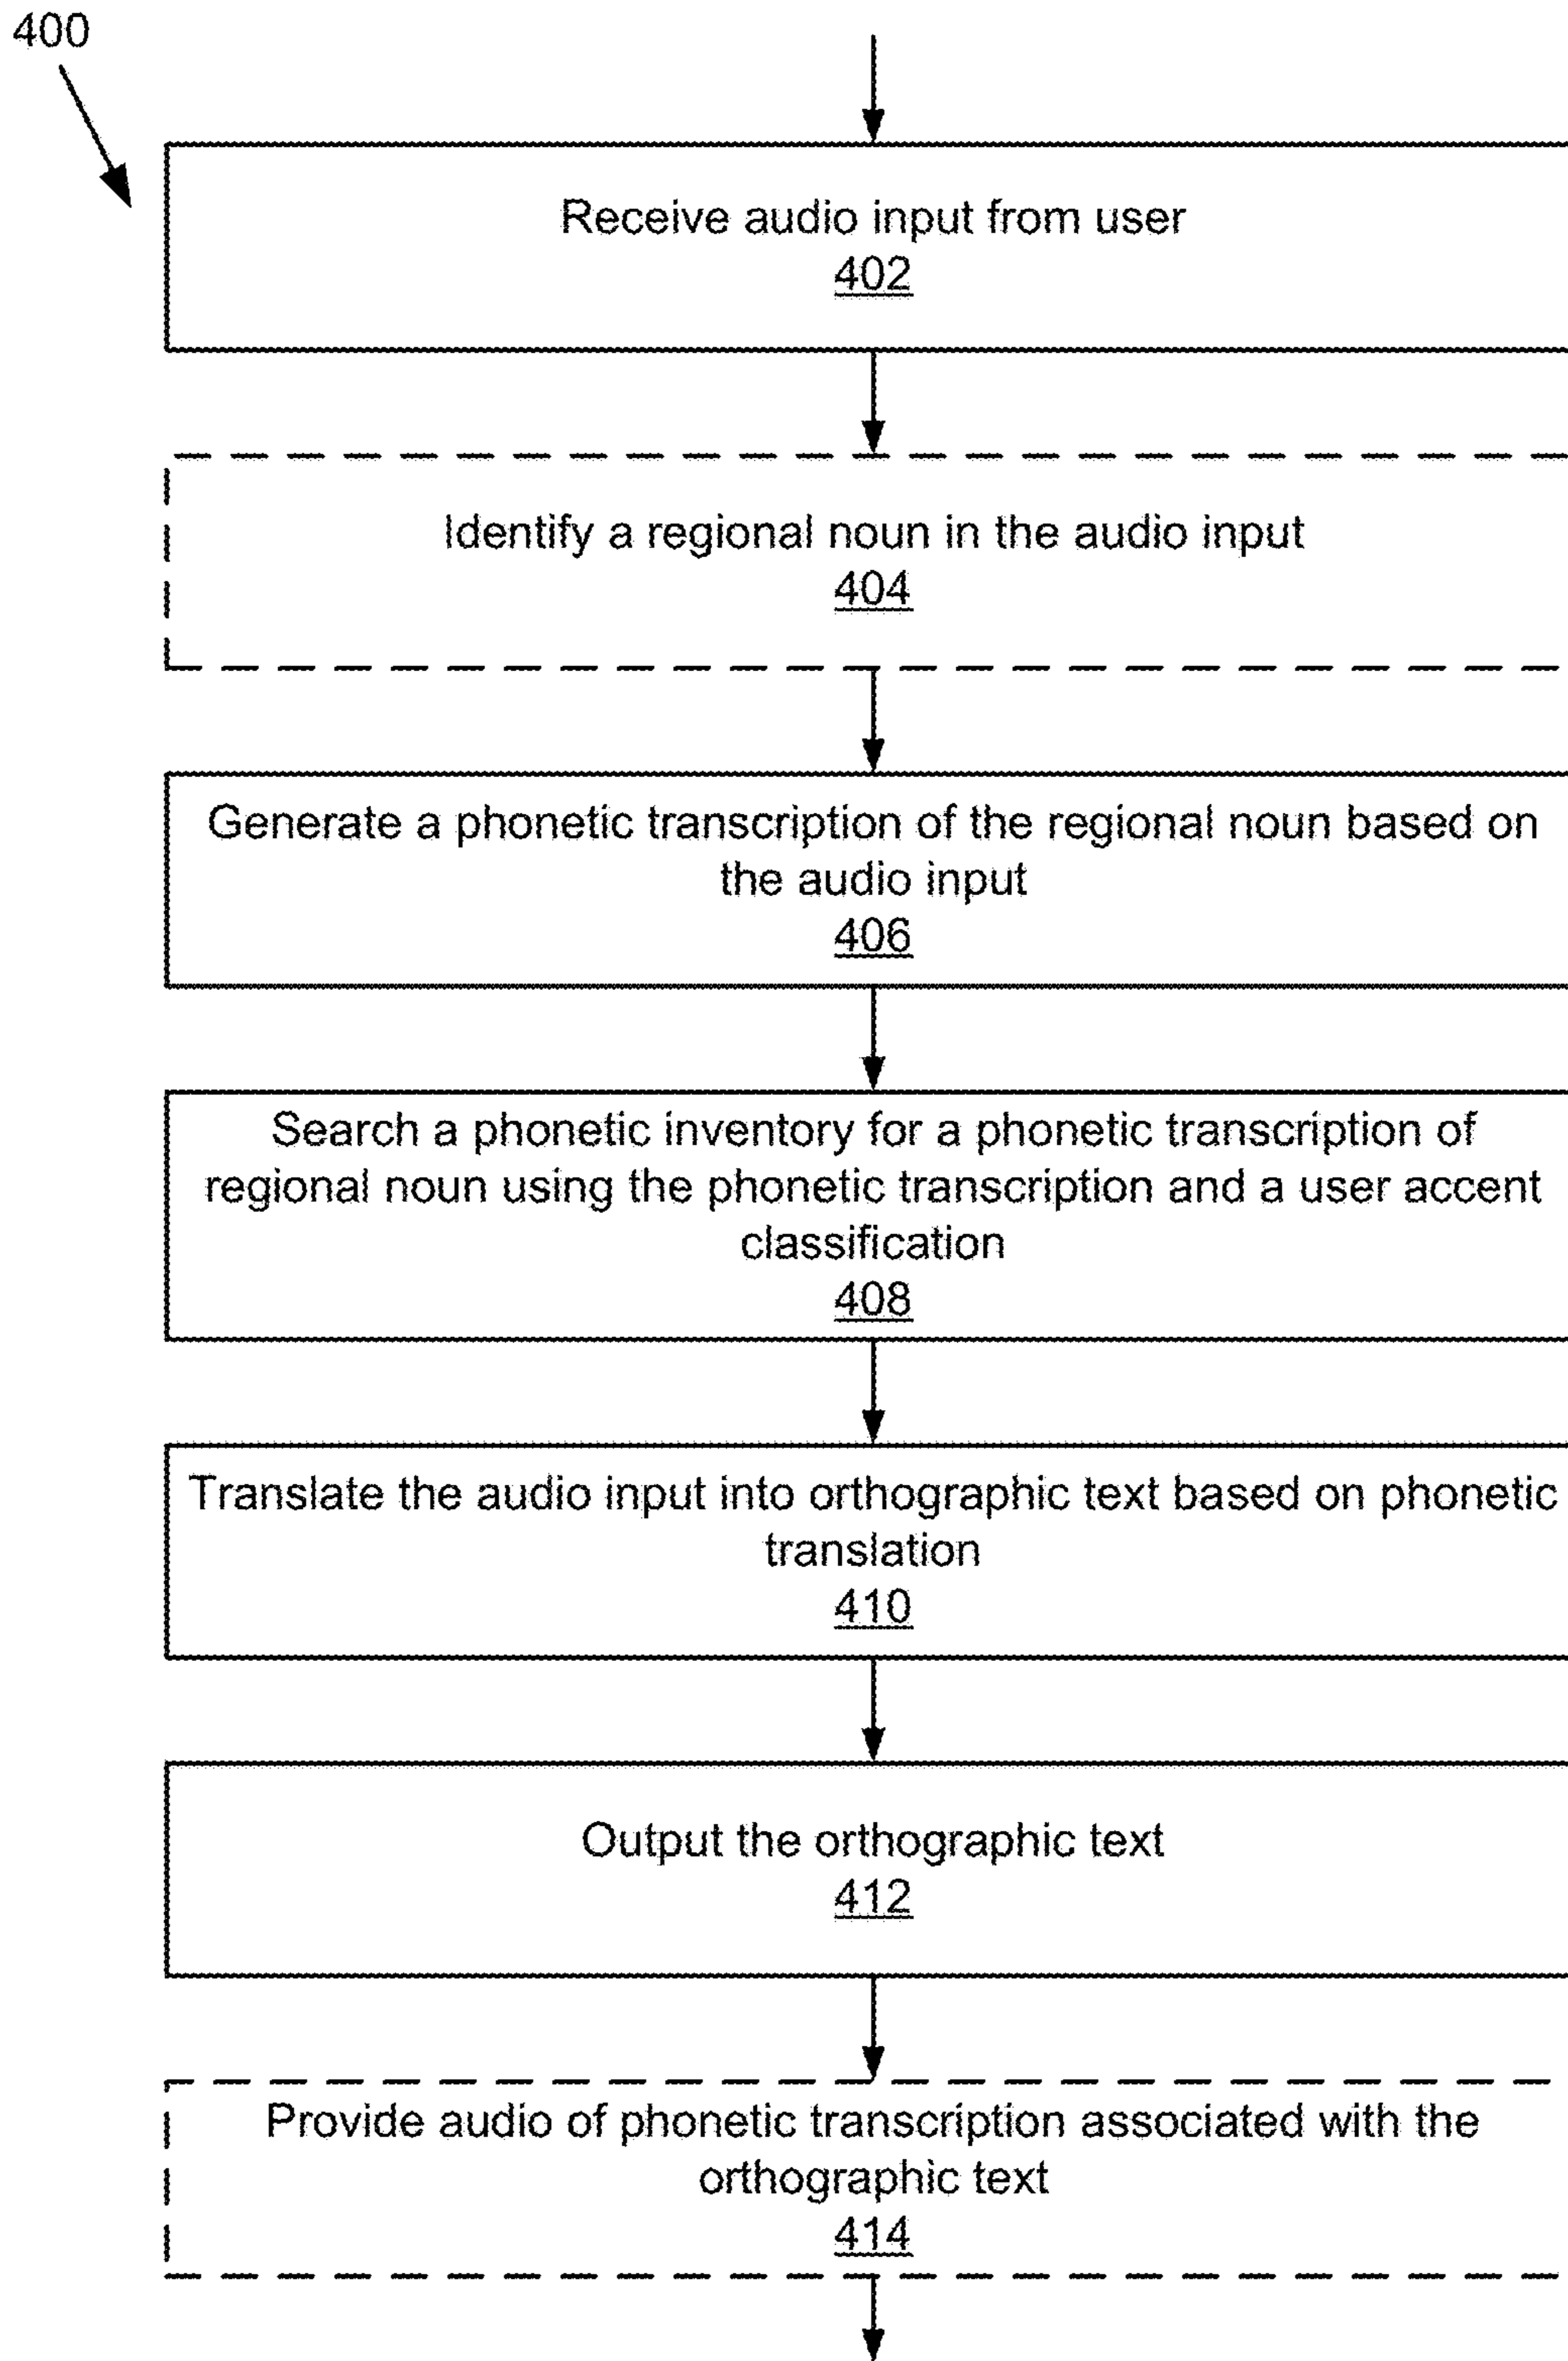 400
Receive audio input from user
402
Identify a regional noun in the audio input
404
Generate a phonetic transcription of the regional noun based on
the audio input
406
Search a phonetic inventory for a phonetic transcription of
regional noun using the phonetic transcription and a user accent
classification
408
Translate the audio input into orthographic text based on phonetic
translation
410
Output the orthographic text
412
Provide audio of phonetic transcription associated with the
orthographic text
414